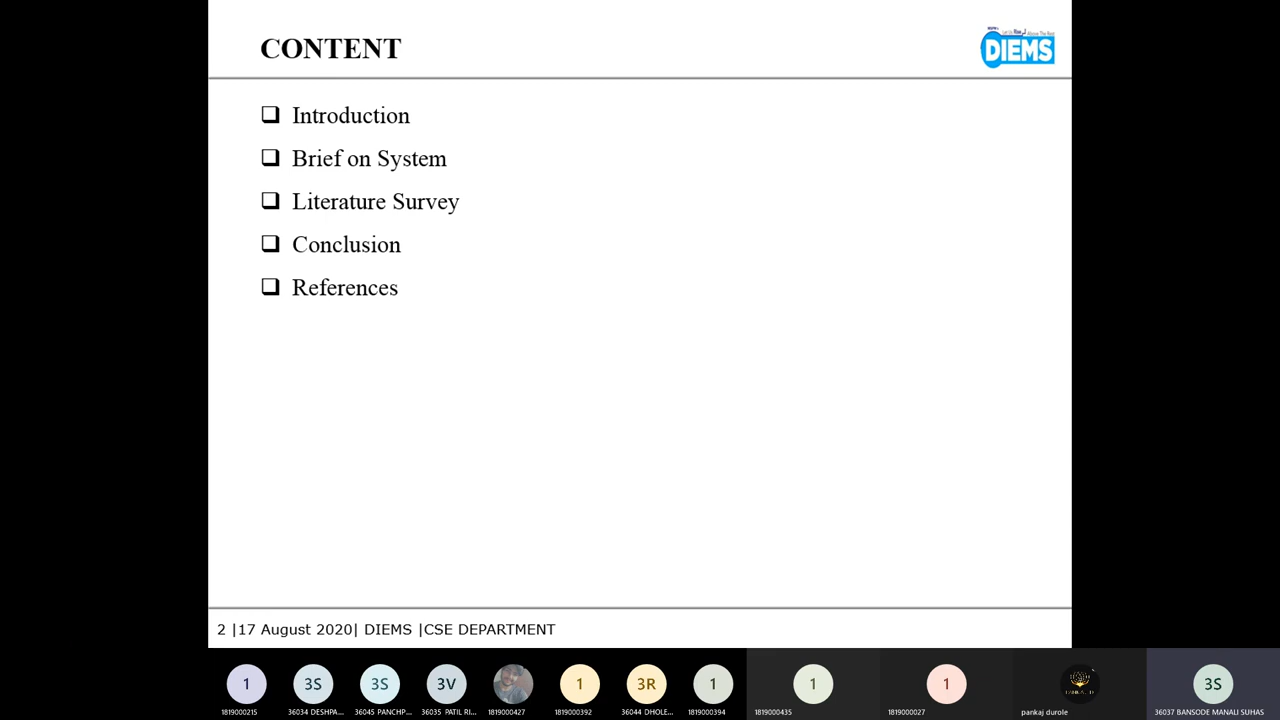 CONTENT
DIEMS
Introduction
Brief on System
Literature Survey
Conclusion
References
2 |17 August 2020| DIEMS |CSE DEPARTMENT
1 3S 3S 3V 1 3R 1 1 1 3S
1819000215 36034 DESHPA... 36045 PANCHP... 36035 PATIL RI... 1819000427 1819000392 36044 DHOLE... 1819000394 1819000435 1819000027 pankaj durole 36037 BANSODE MANALI SUHAS